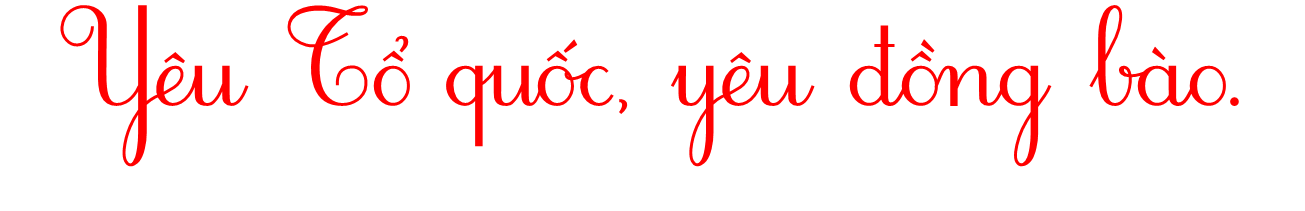 Yêu Tổ quốc, yêu đồng bào.